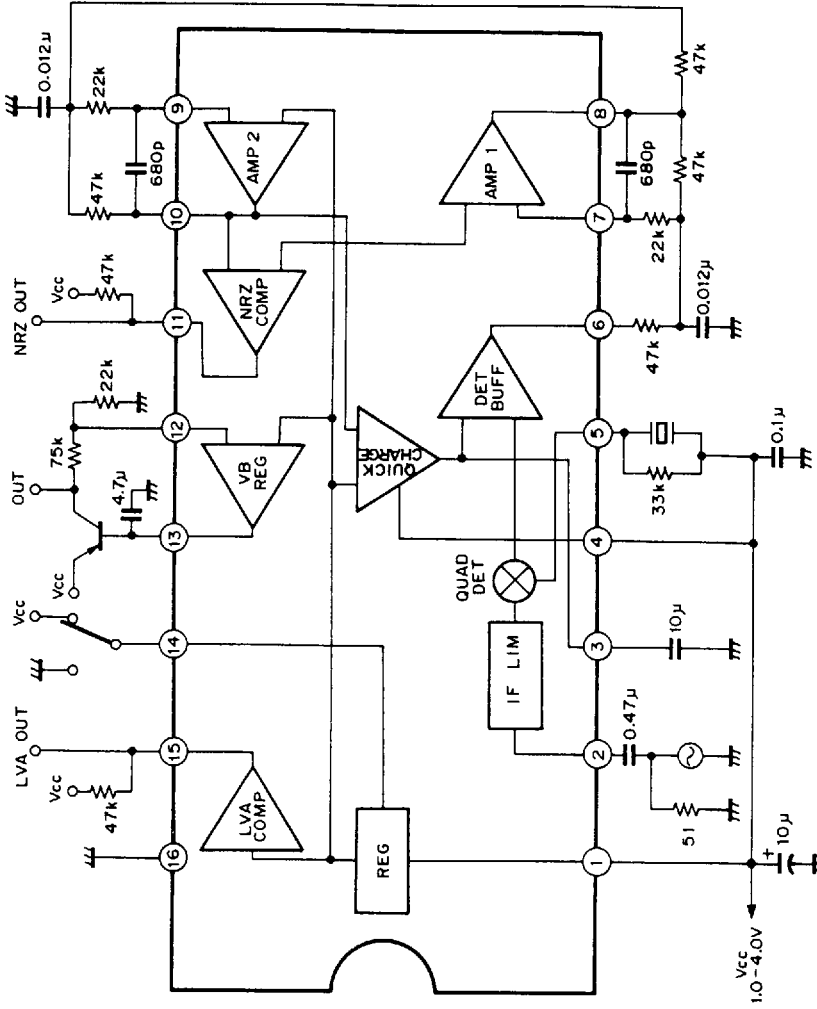 LVA OUT
OUT
NRZ OUT
Vcc
47k
Vcc
Vcc
4.7μ
75k
22k
Vcc
47k
47k
680p
22k
0.012μ
16
15
14
13
12
11
10
9
LVA
COMP
VB
REG
NRZ
COMP
AMP 2
REG
QUICK
CHARGE
IF LIM
QUAD
DET
DET
BUFF
AMP 1
1
2
3
4
5
6
7
8
Vcc
1.0-4.0V
+
10μ
51
0.47μ
10μ
33k
0.1μ
47k
0.012μ
22k
680p
47k
47k